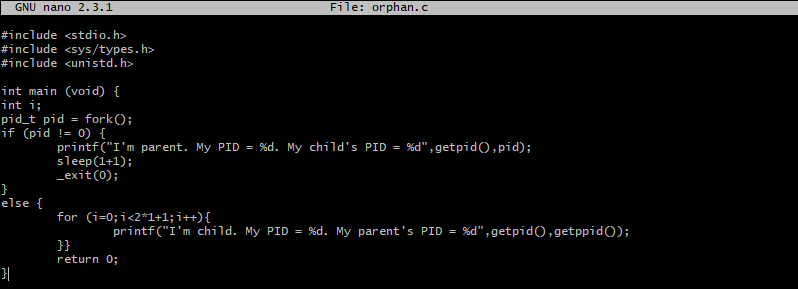 GNU nano 2.3.1 File: orphan.c
#include <stdio.h>
#include <sys/types.h>
#include <unistd.h>
int main (void) {
int i;
pid_t pid = fork();
if (pid != 0) {
printf("I'm parent. My PID = %d. My child's PID = %d",getpid(),pid);
sleep(1+1);
_exit(0);
}
else {
for (i=0;i<2*1+1;i++){
printf("I'm child. My PID = %d. My parent's PID = %d",getpid(),getppid());
}}
return 0;
}